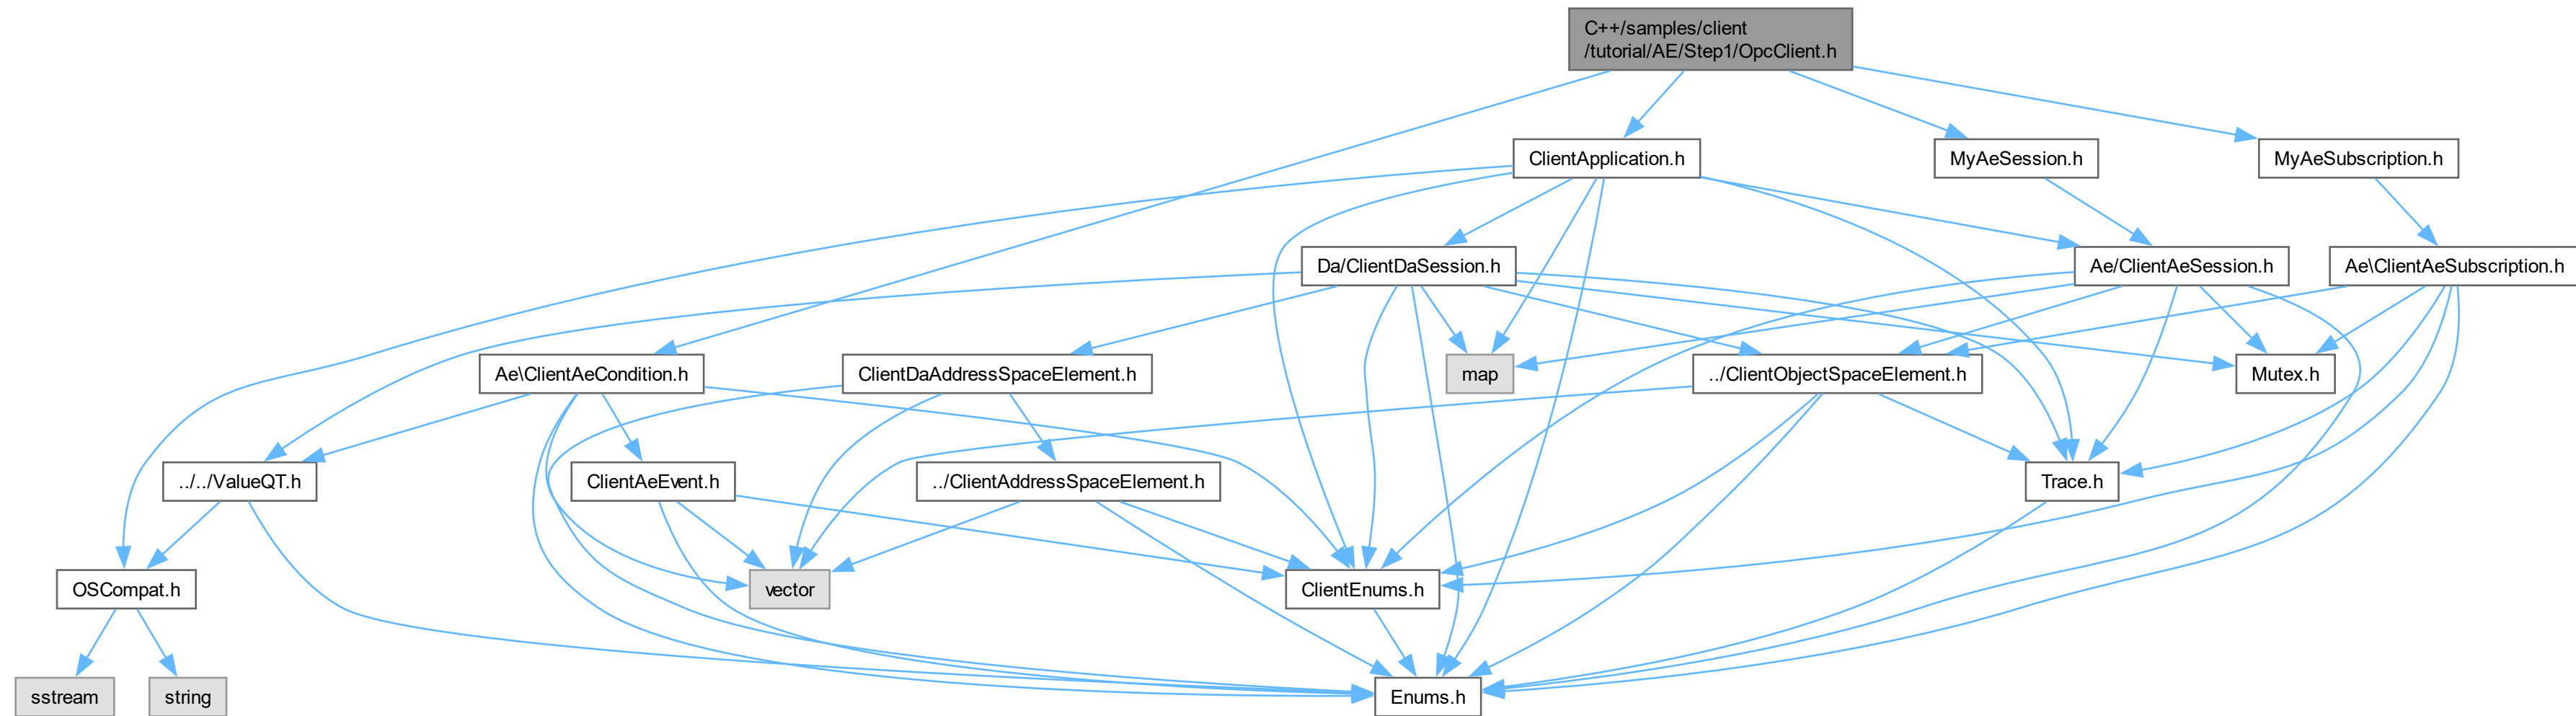 C++/samples/client
/tutorial/AE/Step1/OpcClient.h
ClientApplication.h
MyAeSession.h
MyAeSubscription.h
Da/ClientDaSession.h
Ae/ClientAeSession.h
Ae\ClientAeSubscription.h
Ae\ClientAeCondition.h
ClientDaAddressSpaceElement.h
map
../ClientObjectSpaceElement.h
Mutex.h
../../ValueQT.h
ClientAeEvent.h
../ClientAddressSpaceElement.h
Trace.h
OSCompat.h
vector
ClientEnums.h
sstream
string
Enums.h